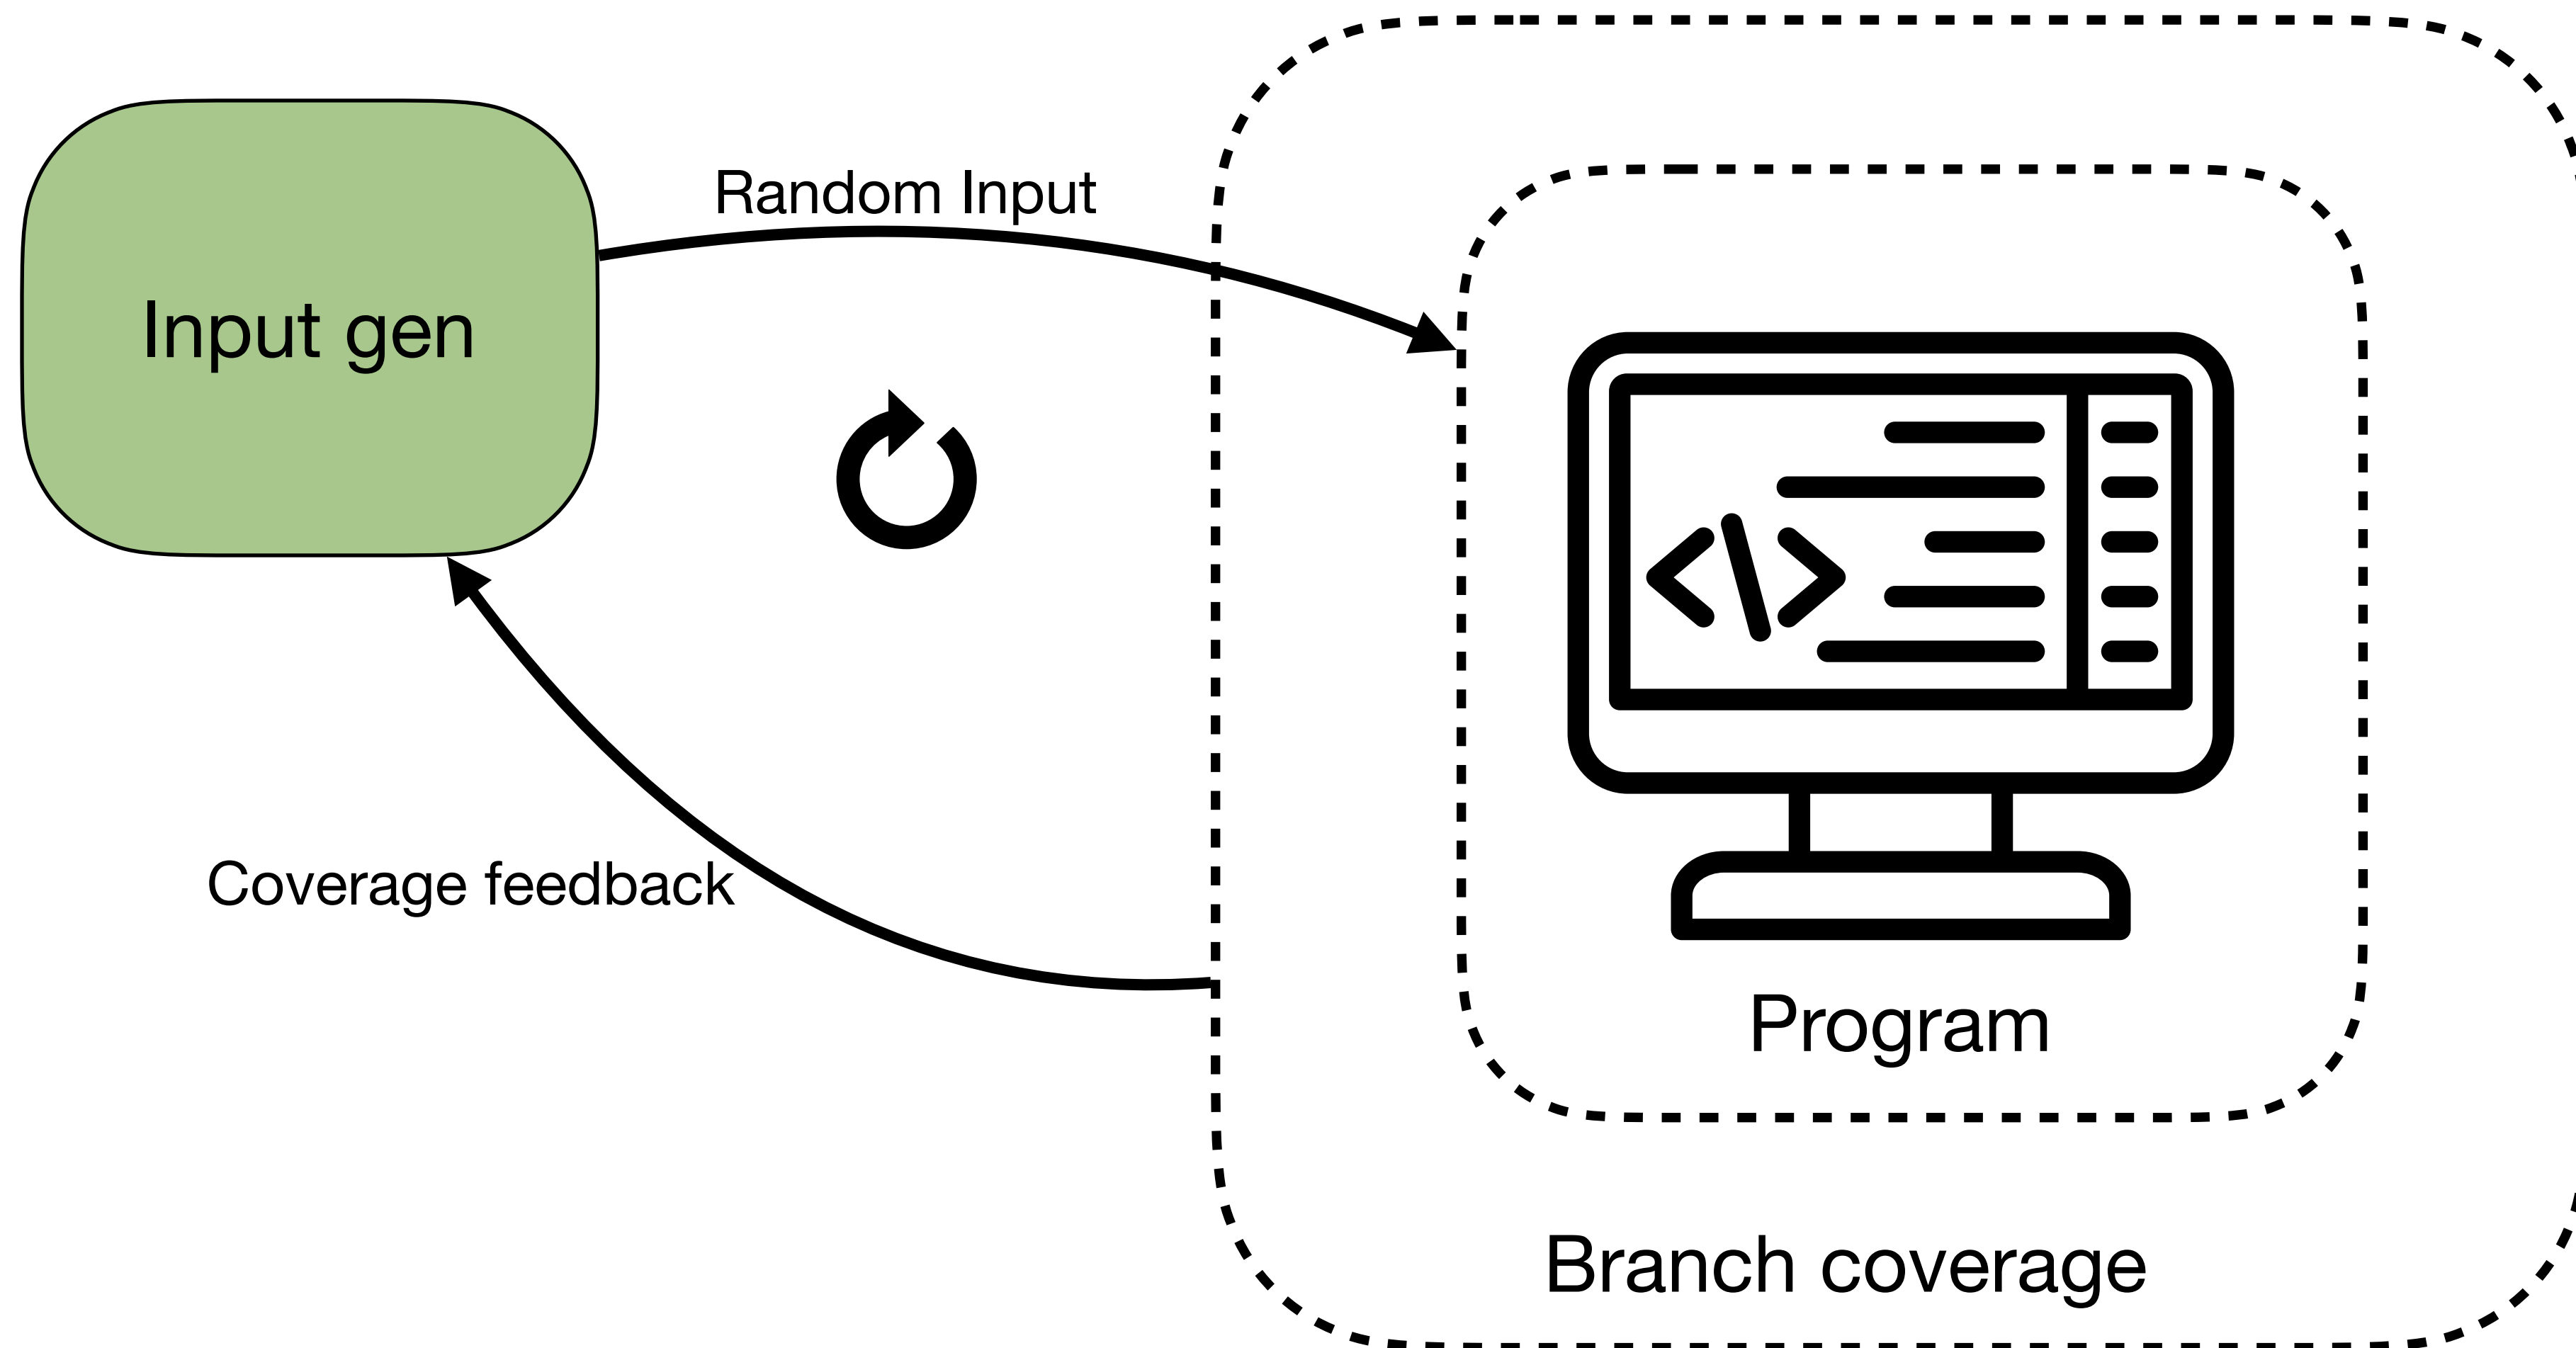 Random Input
Input gen
</>
Coverage feedback
Program
Branch coverage